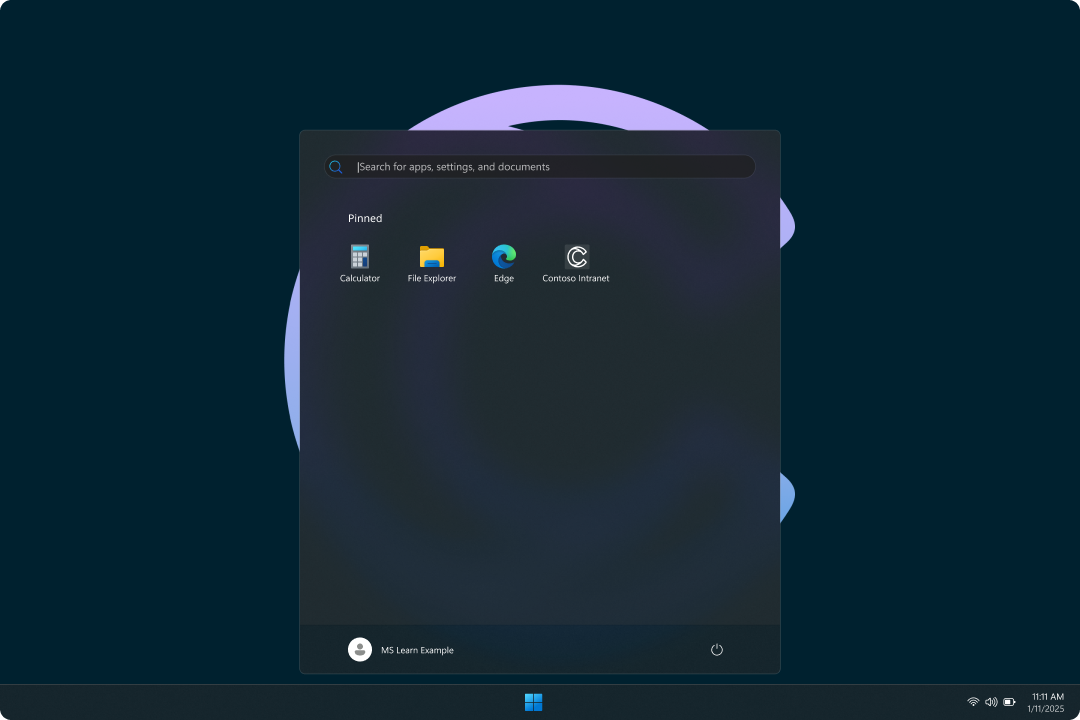 Search for apps, settings, and documents
Pinned
Calculator
File Explorer
Edge
Contoso Intranet
MS Learn Example
11:11 AM
1/11/2025